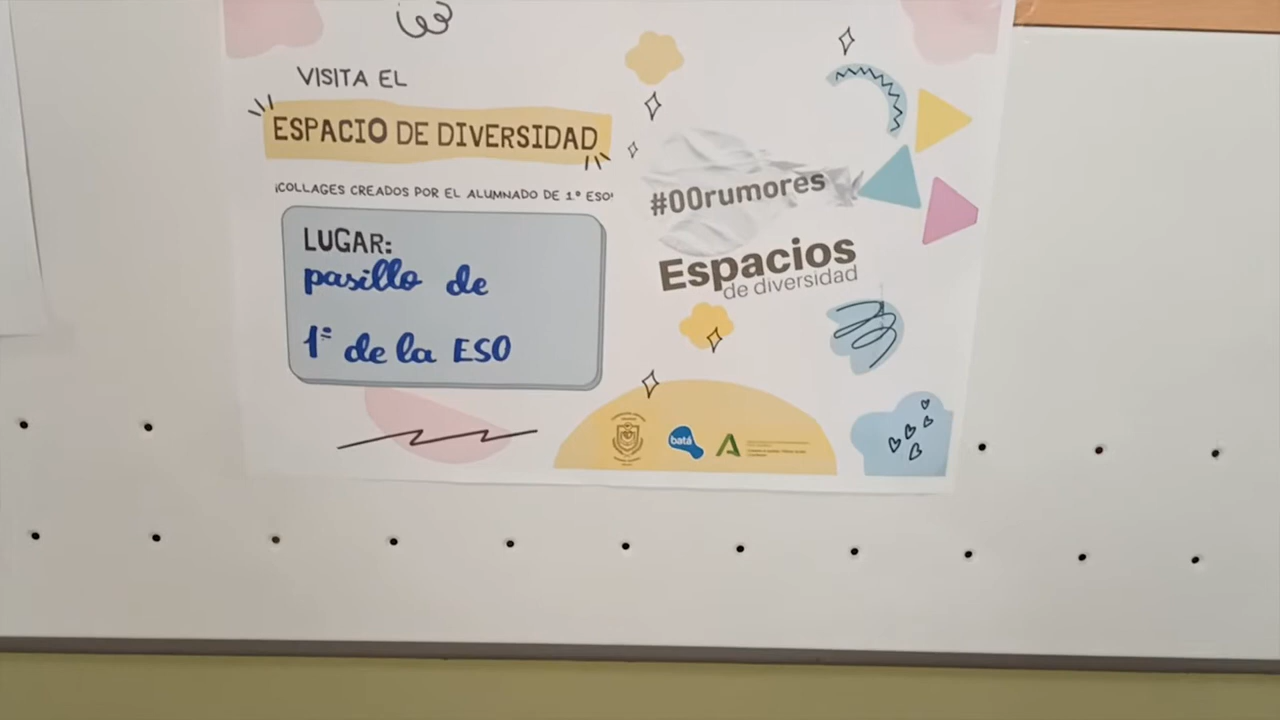 VISITA EL
ESPACIO DE DIVERSIDAD
¡COLLAGES CREADOS POR EL ALUMNADO DE 1º ESO!
LUGAR:
pasillo de
1º de la ESO
#00rumores
Espacios
de diversidad
batá